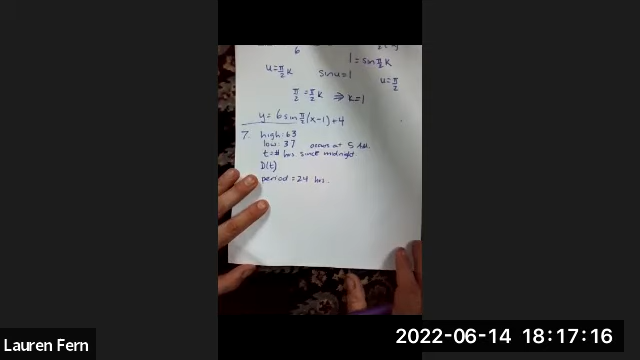 6
1 = sin π/2 k
u = π/2 k
sin u = 1
u = π/2
π/2 = π/2 k ⇒ k = 1
y = 6 sin π/2 (x - 1) + 4
7. high: 63
low: 37 occurs at 5 AM.
t = # hrs since midnight.
D(t)
period = 24 hrs.
Lauren Fern
2022-06-14 18:17:16